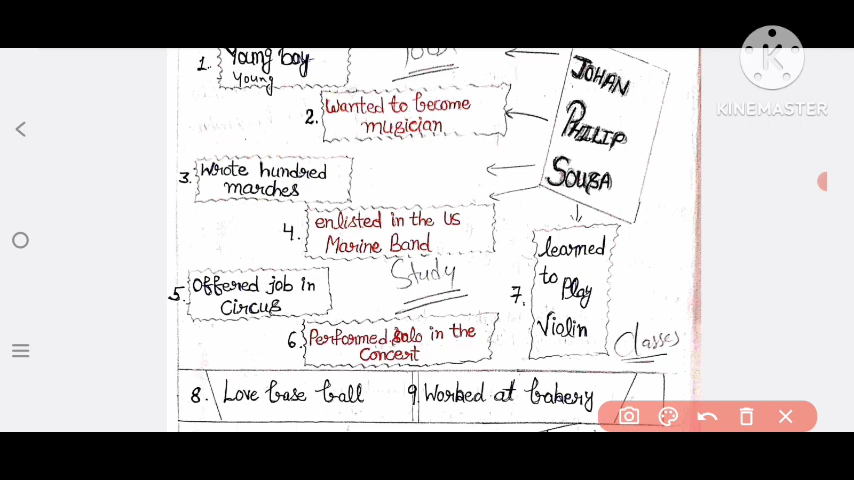 KINEMASTER
1. Young boy
Young
JOHAN
PHILIP
SOUSA
2. Wanted to become
musician
3. Wrote hundred
marches
4. enlisted in the US
Marine Band
Study
5. Offered job in
Circus
6. Performed solo in the
Concert
7. learned
to Play
Violin
Classes
8. Love base ball
9. Worked at bakery